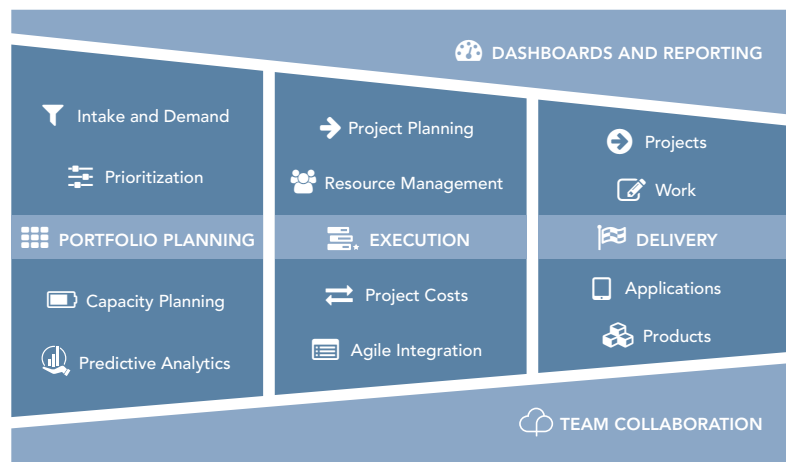 DASHBOARDS AND REPORTING
Intake and Demand
Prioritization
PORTFOLIO PLANNING
Capacity Planning
Predictive Analytics
Project Planning
Resource Management
EXECUTION
Project Costs
Agile Integration
Projects
Work
DELIVERY
Applications
Products
TEAM COLLABORATION